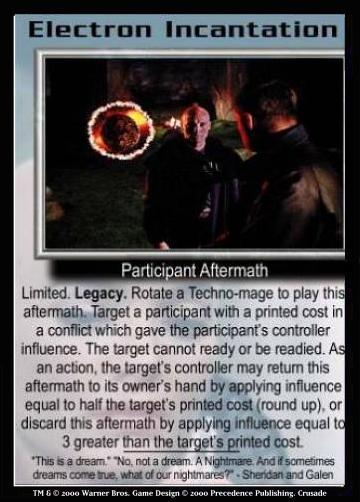 Electron Incantation
Participant Aftermath
Limited. Legacy. Rotate a Techno-mage to play this
aftermath. Target a participant with a printed cost in
a conflict which gave the participant's controller
influence. The target cannot ready or be readied. As
an action, the target's controller may return this
aftermath to its owner's hand by applying influence
equal to half the target's printed cost (round up), or
discard this aftermath by applying influence equal to
3 greater than the target's printed cost.
"This is a dream." "No, not a dream. A Nightmare. And if sometimes
dreams come true, what of our nightmares?" - Sheridan and Galen
TM & © 2000 Warner Bros. Game Design © 2000 Precedence Publishing. Crusade